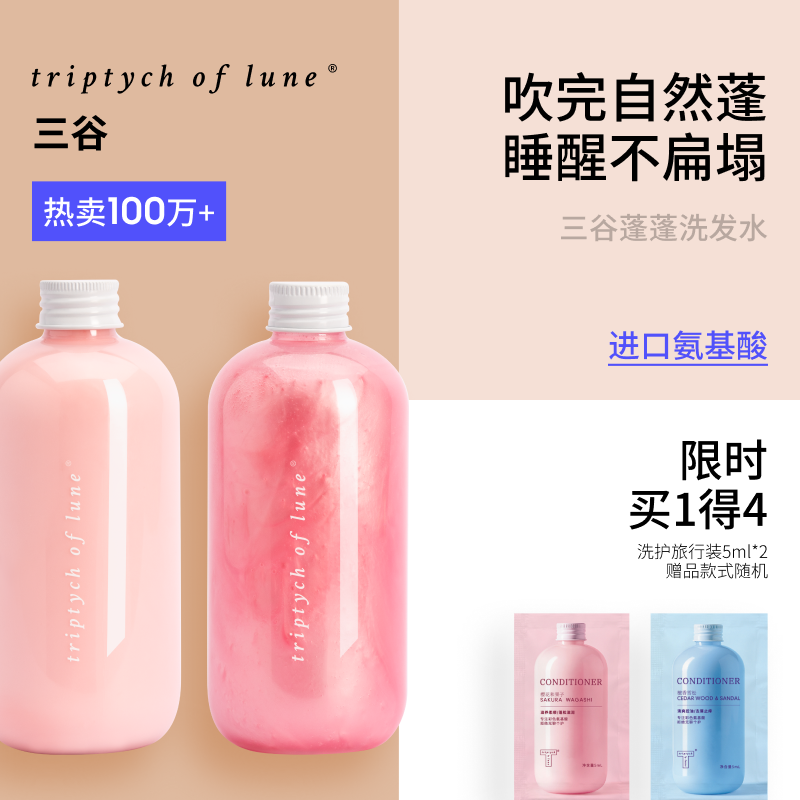 triptych of lune®
三谷
热卖100万+
吹完自然蓬
睡醒不扁塌
三谷蓬蓬洗发水
进口氨基酸
限时
买1得4
洗护旅行装5ml*2
赠品款式随机
triptych of lune®
triptych of lune®
CONDITIONER
SAKURA WAGASHI
CONDITIONER
CEDAR WOOD & SANDAL